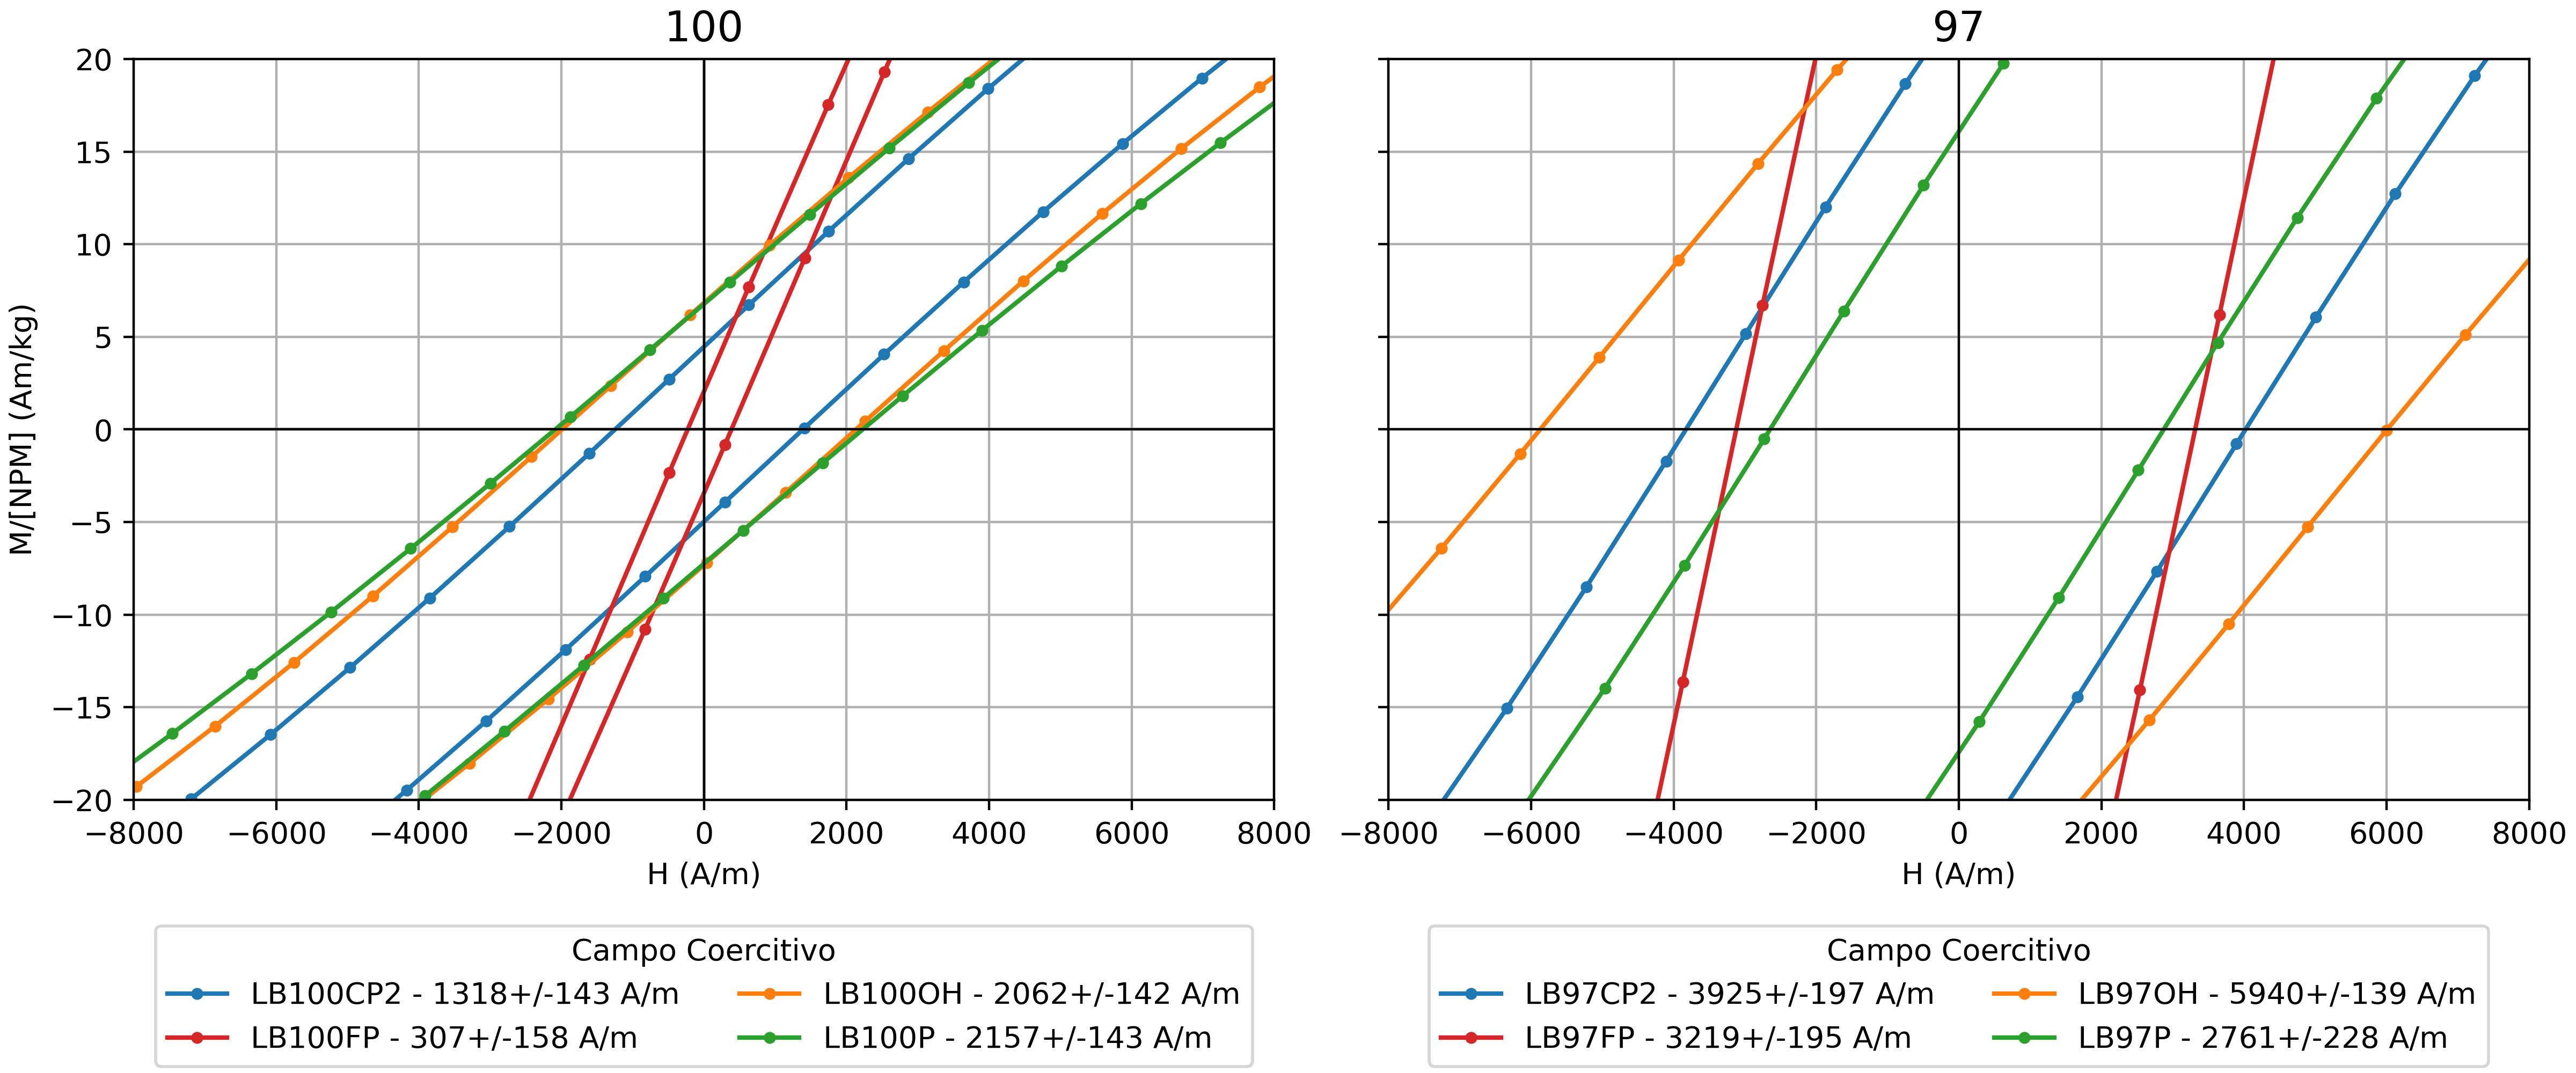 100
97
M/[NPM] (Am/kg)
20
15
10
5
0
−5
−10
−15
−20
−8000 −6000 −4000 −2000 0 2000 4000 6000 8000
−8000 −6000 −4000 −2000 0 2000 4000 6000 8000
H (A/m)
H (A/m)
Campo Coercitivo
LB100CP2 - 1318+/-143 A/m
LB100OH - 2062+/-142 A/m
LB100FP - 307+/-158 A/m
LB100P - 2157+/-143 A/m
Campo Coercitivo
LB97CP2 - 3925+/-197 A/m
LB97OH - 5940+/-139 A/m
LB97FP - 3219+/-195 A/m
LB97P - 2761+/-228 A/m